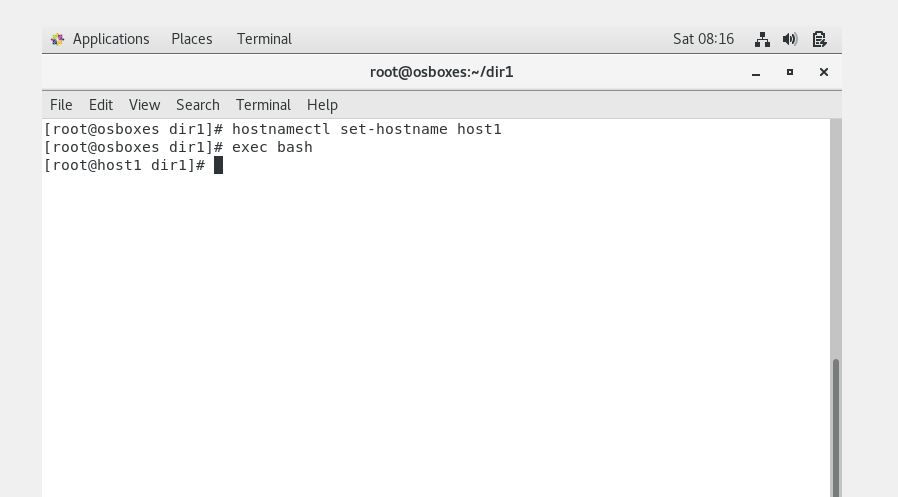 Applications Places Terminal Sat 08:16
root@osboxes:~/dir1
File Edit View Search Terminal Help
[root@osboxes dir1]# hostnamectl set-hostname host1
[root@osboxes dir1]# exec bash
[root@host1 dir1]#